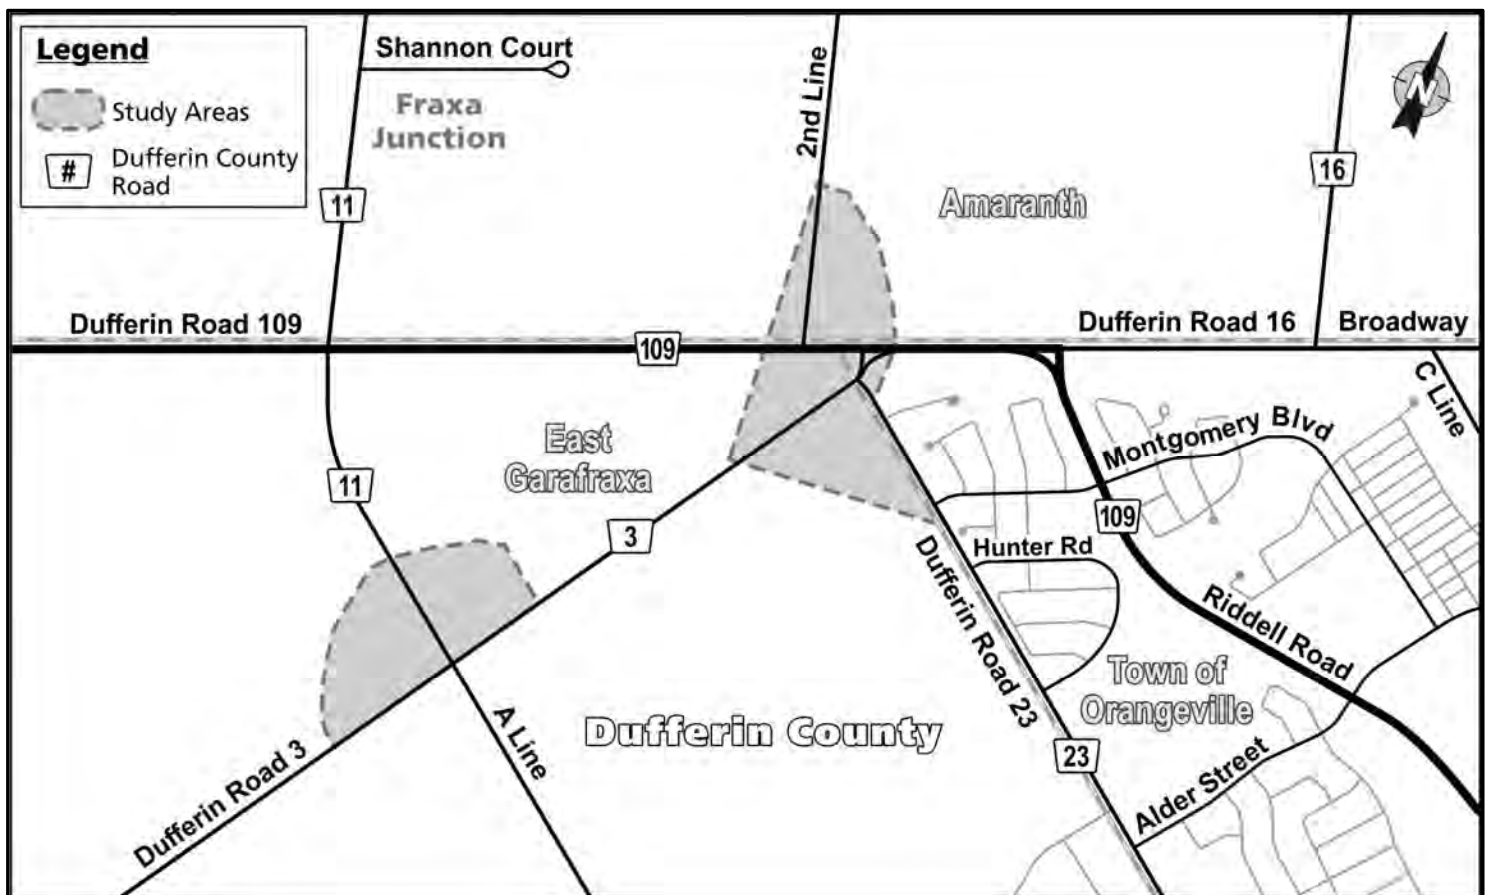 Legend
Study Areas
# Dufferin County
Road
Shannon Court
Fraxa
Junction
11
2nd Line
16
N
Amaranth
Dufferin Road 109
109
Dufferin Road 16
Broadway
C Line
East
Garafraxa
11
3
Montgomery Blvd
109
Hunter Rd
Dufferin Road 23
Riddell Road
Town of
Orangeville
Dufferin County
A Line
23
Dufferin Road 3
Alder Street